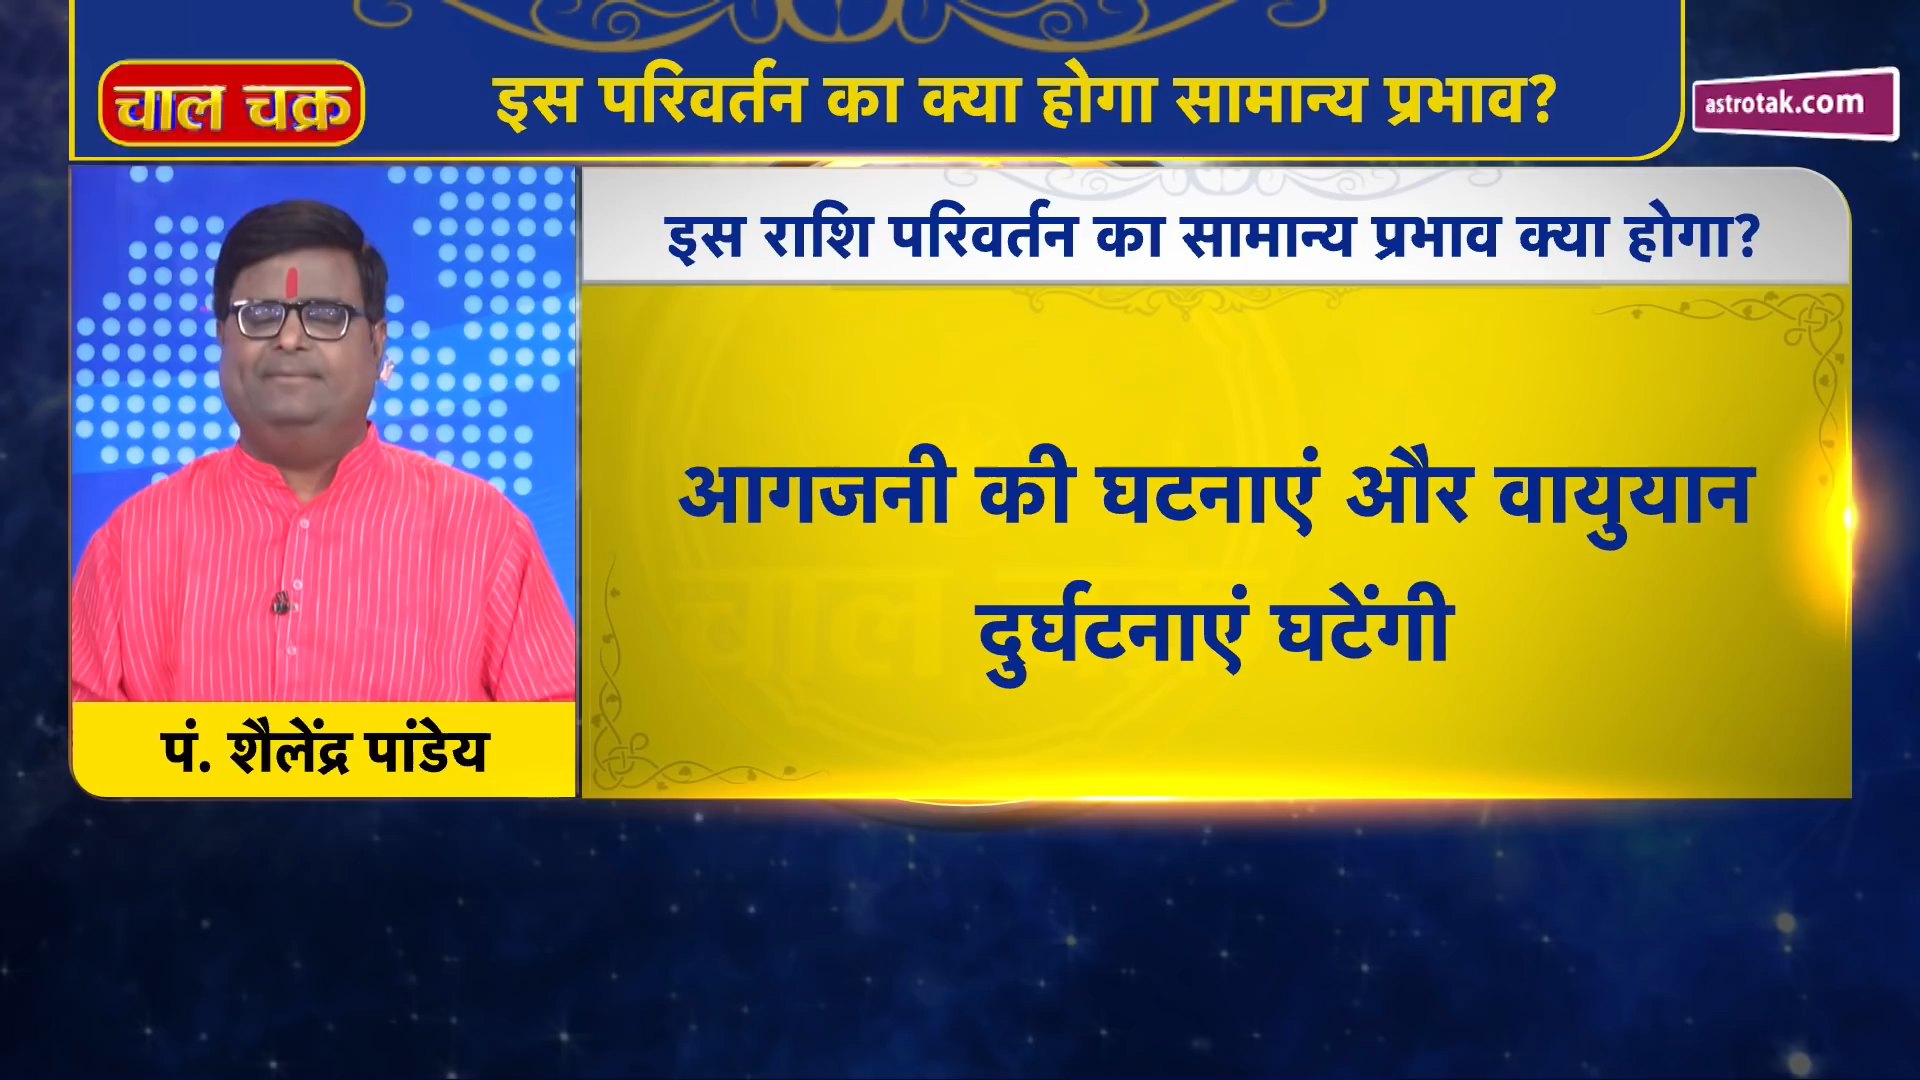 चाल चक्र
इस परिवर्तन का क्या होगा सामान्य प्रभाव?
astrotak.com
इस राशि परिवर्तन का सामान्य प्रभाव क्या होगा?
आगजनी की घटनाएं और वायुयान
दुर्घटनाएं घटेंगी
पं. शैलेंद्र पांडेय